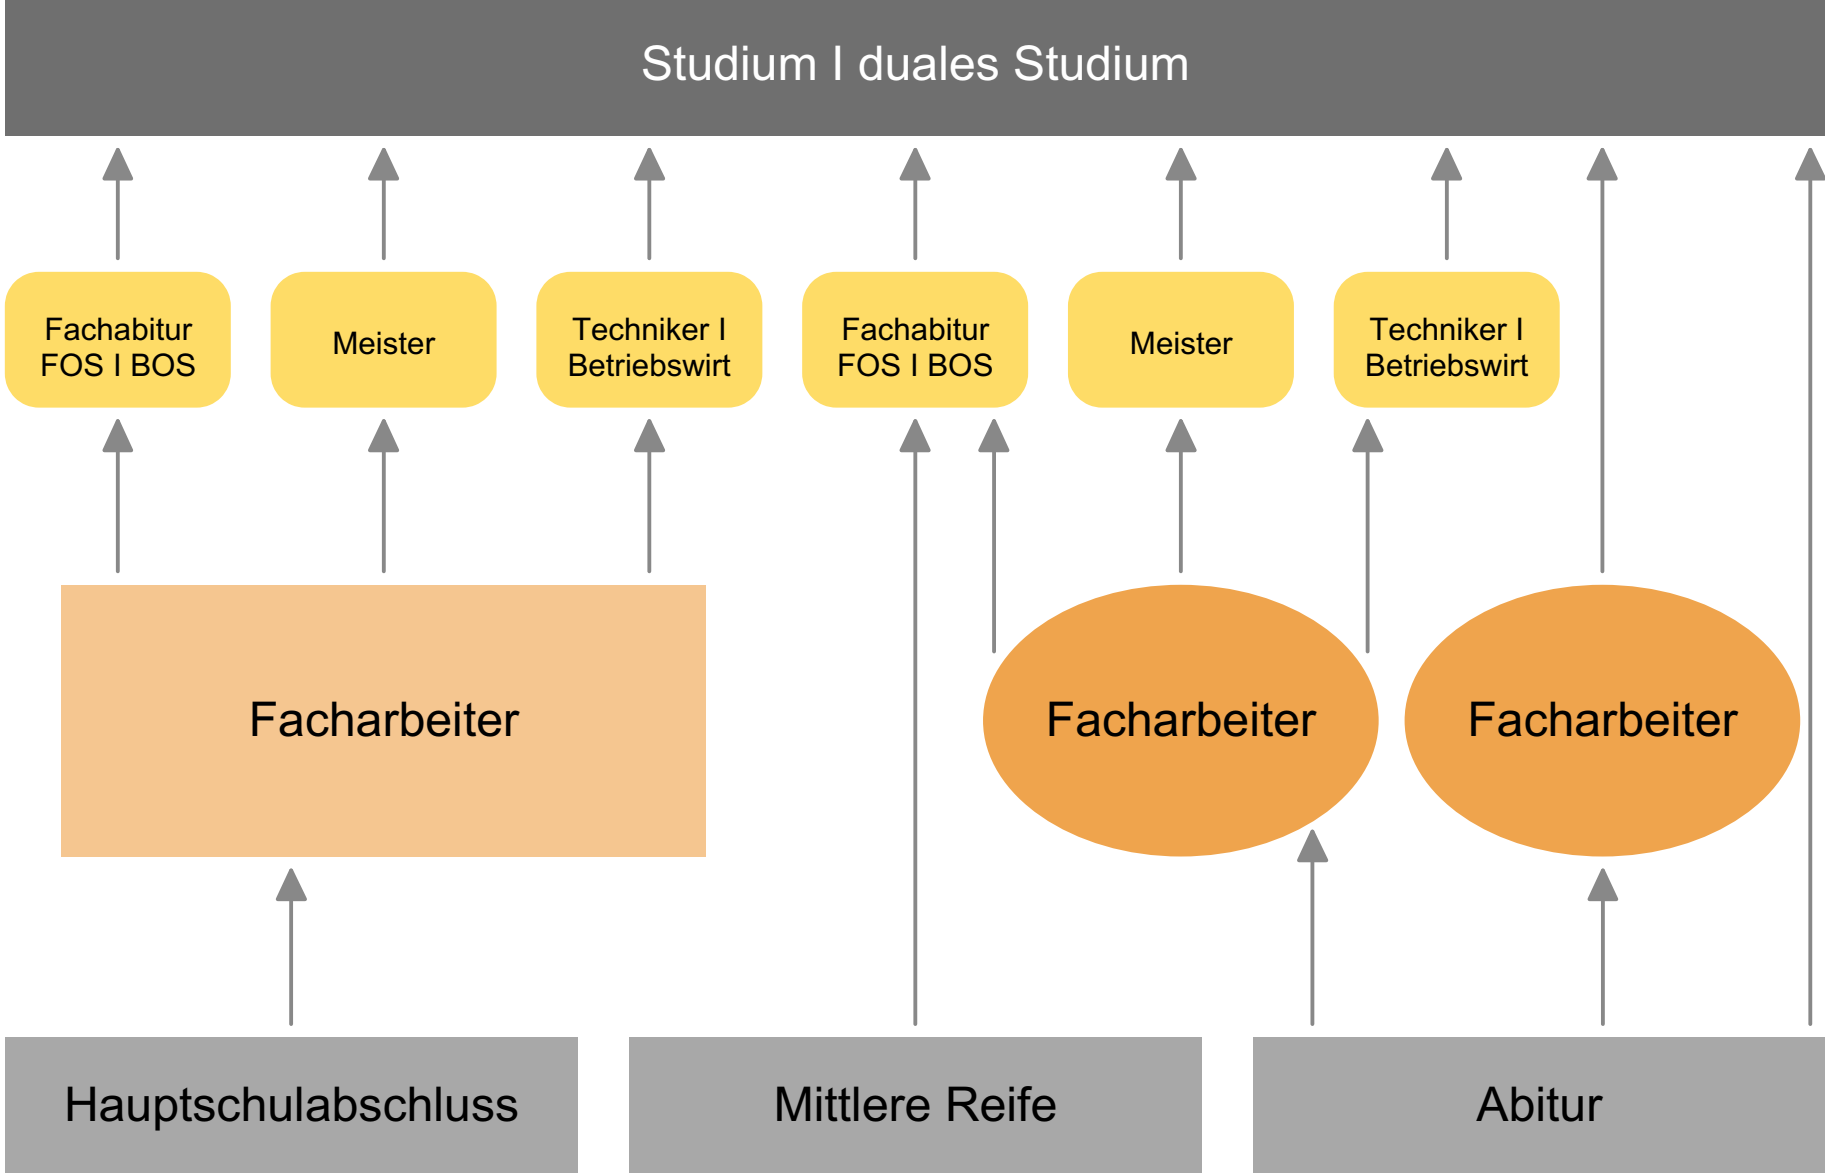 Studium I duales Studium
Fachabitur
FOS I BOS
Meister
Techniker I
Betriebswirt
Fachabitur
FOS I BOS
Meister
Techniker I
Betriebswirt
Facharbeiter
Facharbeiter
Facharbeiter
Hauptschulabschluss
Mittlere Reife
Abitur